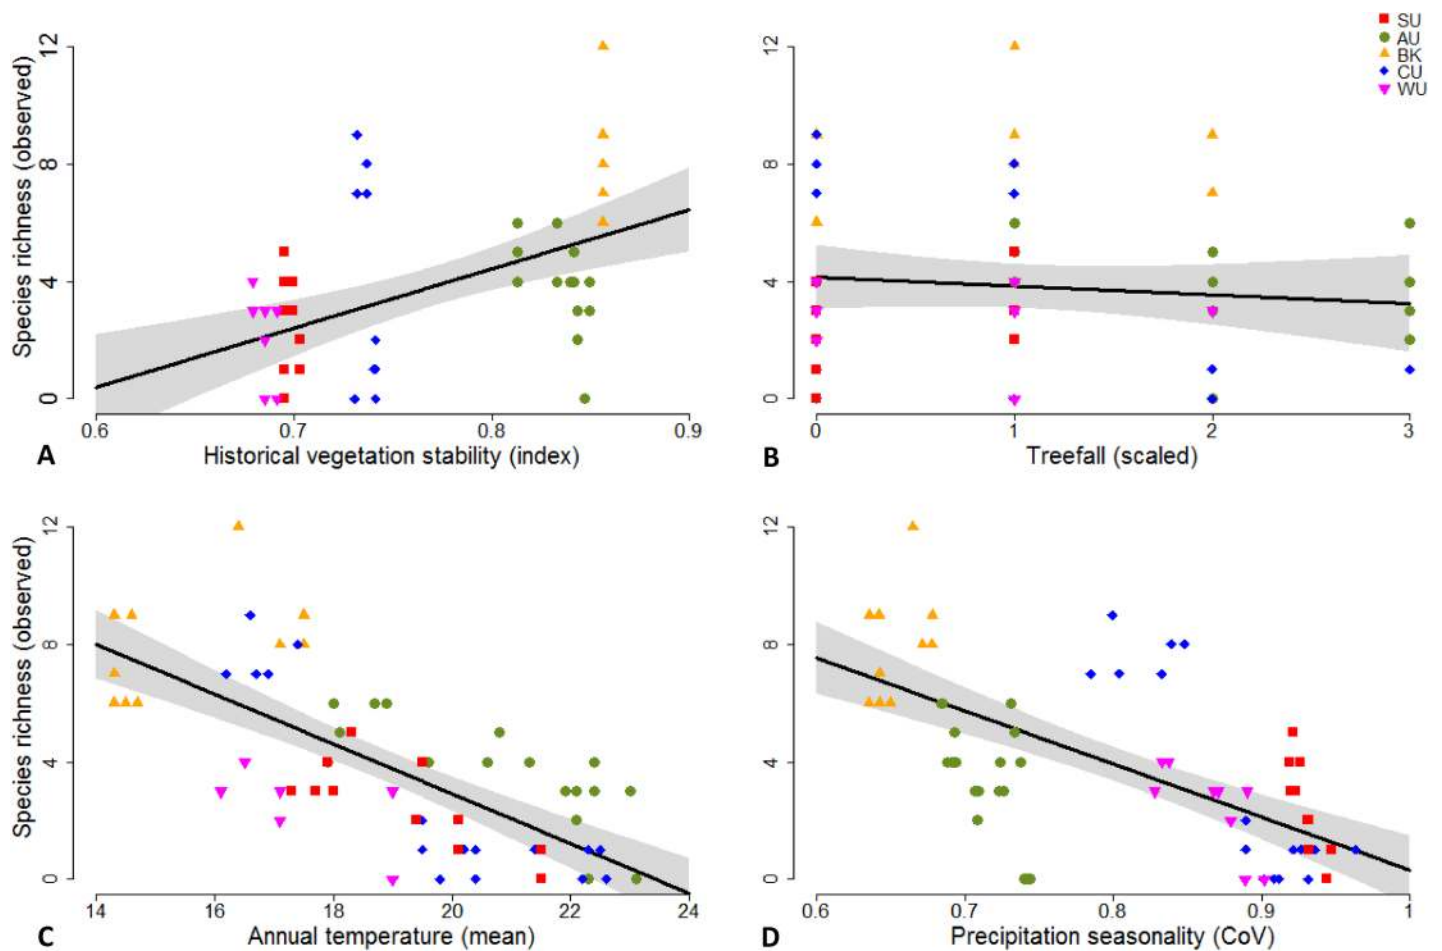 12
8
4
0
Species richness (observed)
0.6 0.7 0.8 0.9
A Historical vegetation stability (index)
SU
AU
BK
CU
WU
12
8
4
0
0 1 2 3
B Treefall (scaled)
12
8
4
0
Species richness (observed)
14 16 18 20 22 24
C Annual temperature (mean)
12
8
4
0
0.6 0.7 0.8 0.9 1
D Precipitation seasonality (CoV)